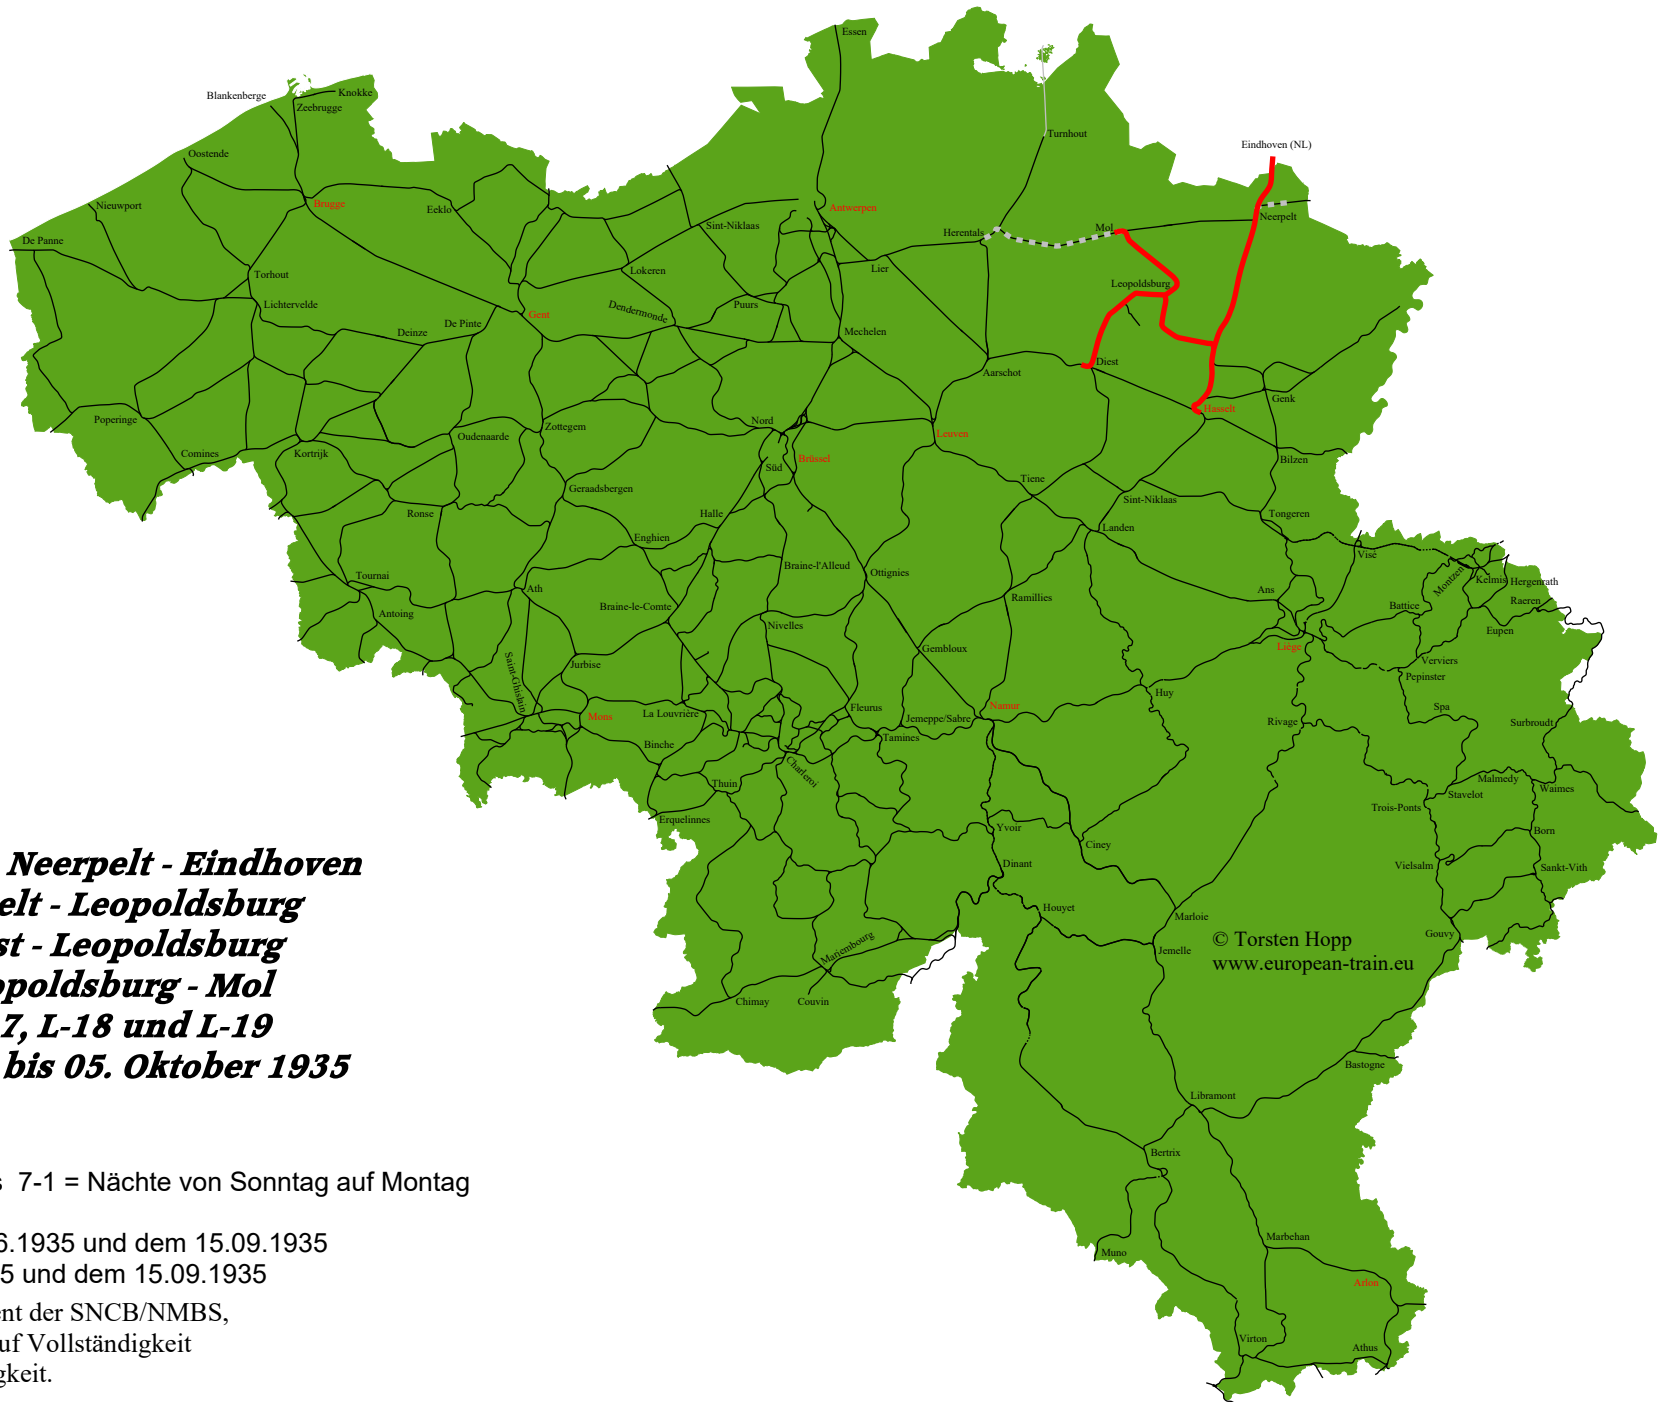 Essen
Blankenberge
Knokke
Zeebrugge
Turnhout
Eindhoven (NL)
Oostende
Nieuwport
Brugge
Eeklo
Antwerpen
Neerpelt
Sint-Niklaas
Herentals
Mol
De Panne
Torhout
Lokeren
Lier
Leopoldsburg
Lichtervelde
Dendermonde
Puurs
Gent
De Pinte
Deinze
Mechelen
Diest
Aarschot
Genk
Hasselt
Poperinge
Nord
Zottegem
Oudenaarde
Leuven
Comines
Kortrijk
Brüssel
Süd
Bilzen
Tiene
Geraadsbergen
Sint-Niklaas
Ronse
Halle
Tongeren
Landen
Enghien
Visé
Braine-l'Alleud
Ottignies
Tournai
Montzen
Kelmis
Hergenrath
Ath
Ans
Ramillies
Raeren
Braine-le-Comte
Battice
Antoing
Nivelles
Eupen
Liège
Gembloux
Jurbise
Verviers
Saint-Ghislain
Pepinster
Huy
Spa
Fleurus
Namur
La Louvrière
Mons
Jemeppe/Sabre
Rivage
Surbroudt
Tamines
Binche
Charleroi
Thuin
Malmedy
Waimes
Stavelot
Trois-Ponts
Erquelinnes
Yvoir
Born
Ciney
Dinant
Vielsalm
Sankt-Vith
Neerpelt - Eindhoven
elt - Leopoldsburg
st - Leopoldsburg
opoldsburg - Mol
7, L-18 und L-19
bis 05. Oktober 1935
Houyet
Marloie
Gouvy
© Torsten Hopp
www.european-train.eu
Jemelle
Mariembourg
Chimay
Couvin
Bastogne
Libramont
Bertrix
s 7-1 = Nächte von Sonntag auf Montag
Marbehan
6.1935 und dem 15.09.1935
Muno
5 und dem 15.09.1935
Arlon
ent der SNCB/NMBS,
uf Vollständigkeit
Virton
Athus
gkeit.